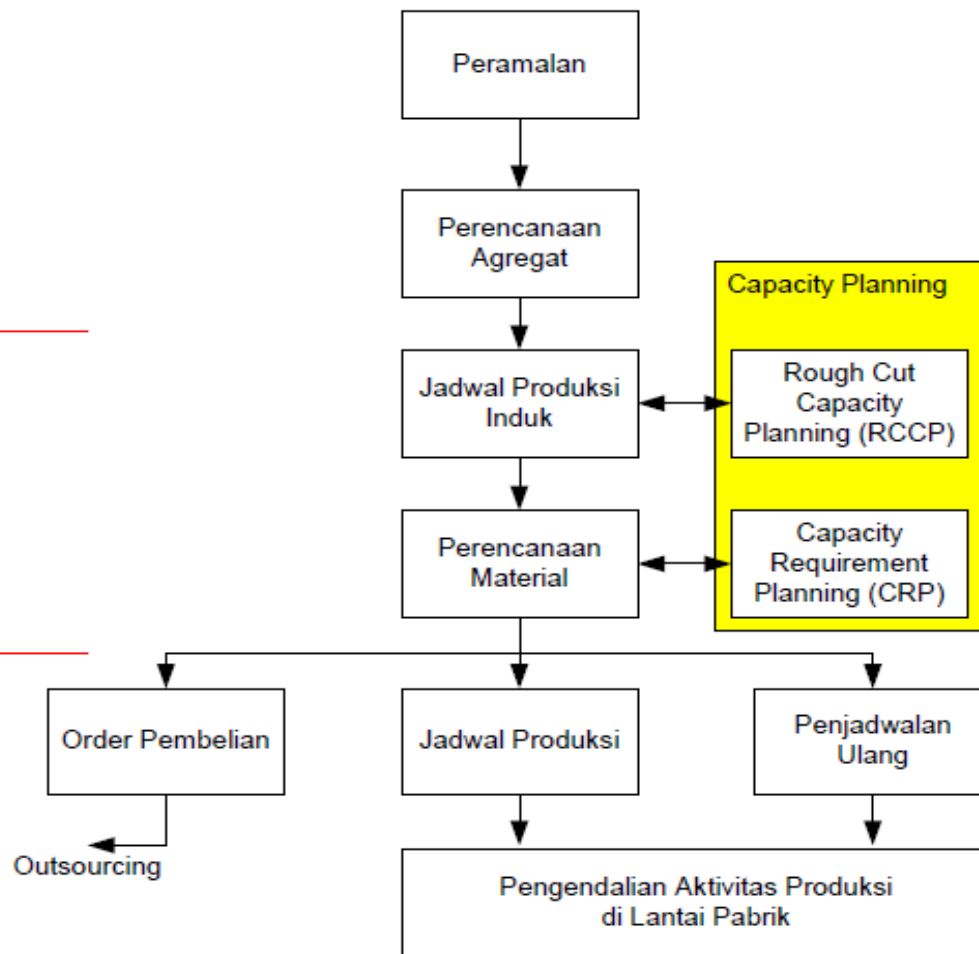 Peramalan
Perencanaan
Agregat
Capacity Planning
Jadwal Produksi
Induk
Rough Cut
Capacity
Planning (RCCP)
Perencanaan
Material
Capacity
Requirement
Planning (CRP)
Order Pembelian
Jadwal Produksi
Penjadwalan
Ulang
Outsourcing
Pengendalian Aktivitas Produksi
di Lantai Pabrik